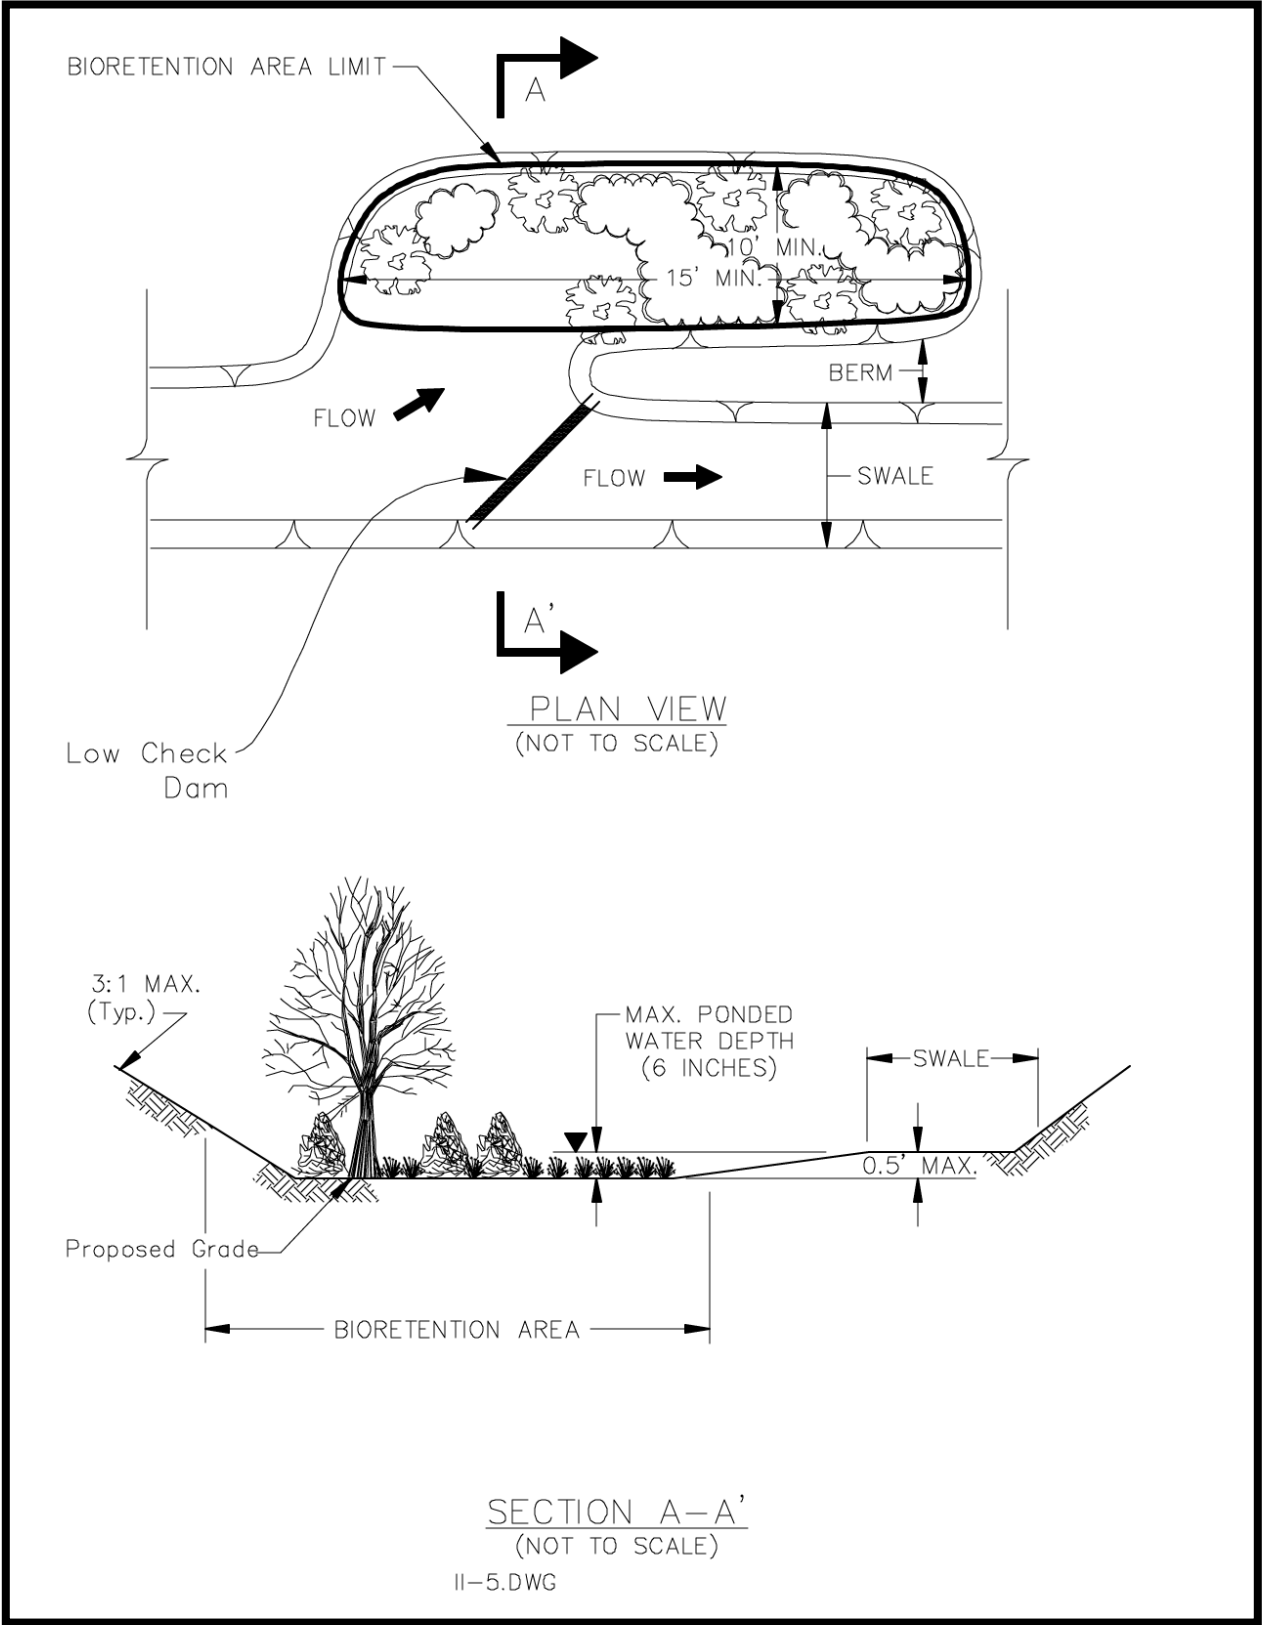 BIORETENTION AREA LIMIT
A
10' MIN.
15' MIN.
BERM
FLOW
FLOW
SWALE
A'
PLAN VIEW
(NOT TO SCALE)
Low Check
Dam
3:1 MAX.
(Typ.)
MAX. PONDED
WATER DEPTH
(6 INCHES)
SWALE
0.5' MAX.
Proposed Grade
BIORETENTION AREA
SECTION A-A'
(NOT TO SCALE)
II-5.DWG